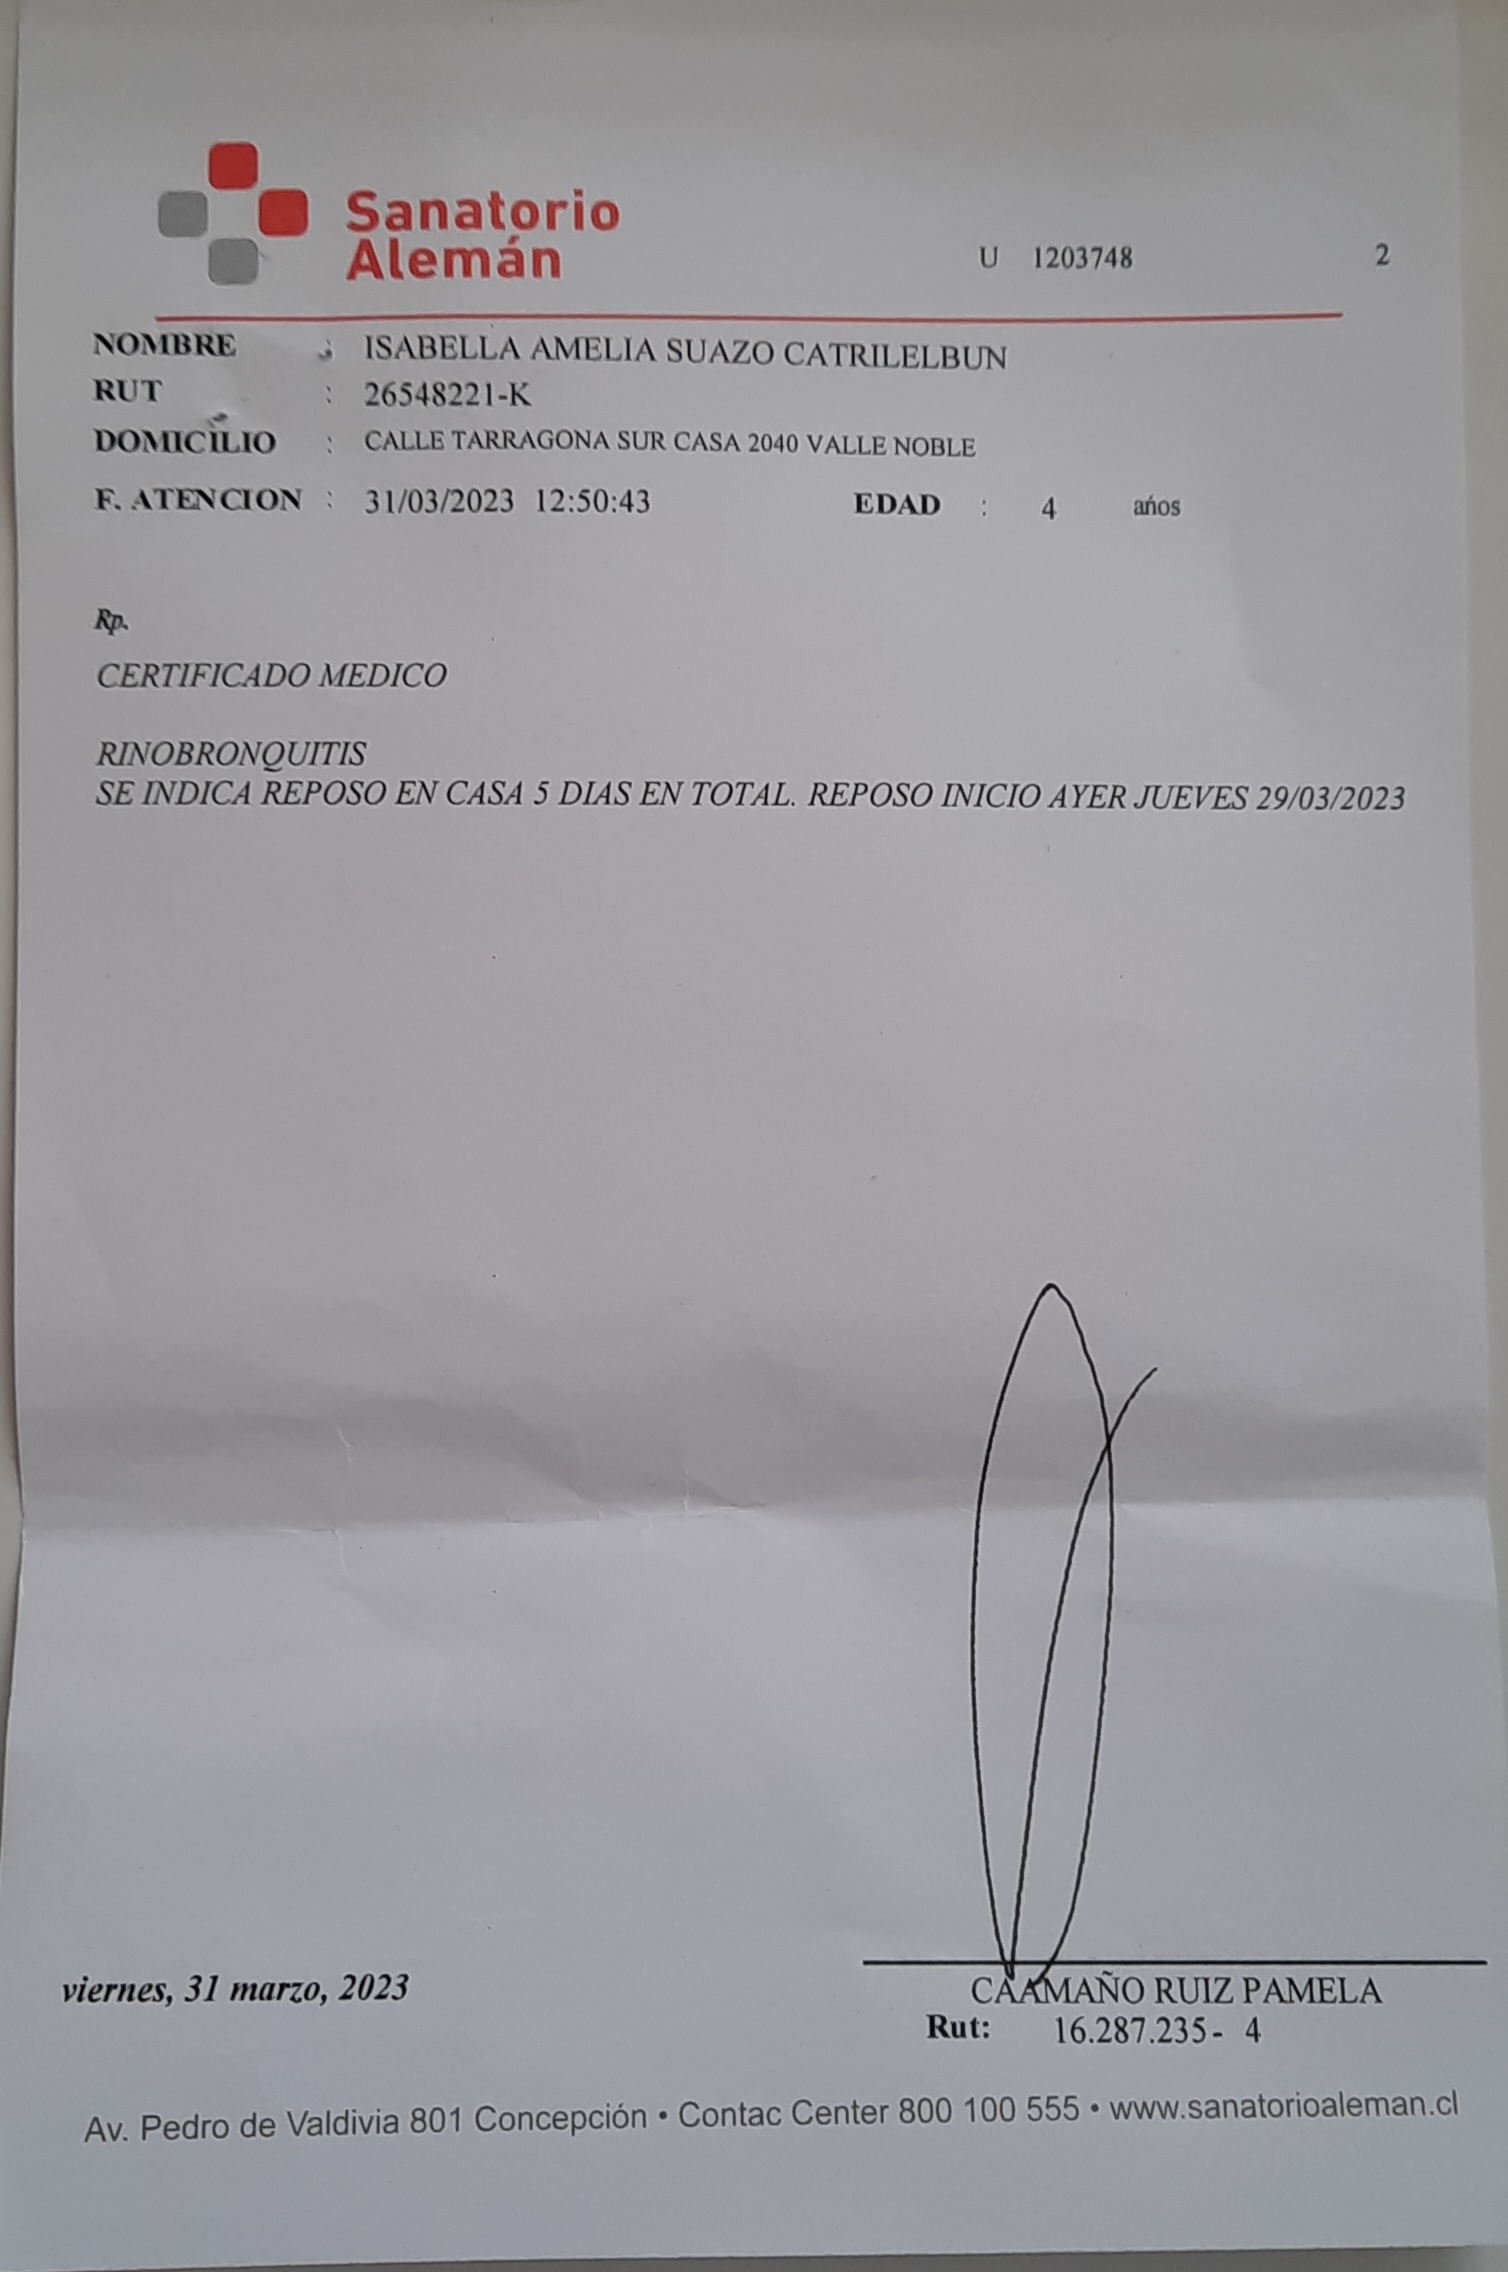 Sanatorio
Alemán
U 1203748 2
NOMBRE : ISABELLA AMELIA SUAZO CATRILELBUN
RUT : 26548221-K
DOMICILIO : CALLE TARRAGONA SUR CASA 2040 VALLE NOBLE
F. ATENCION : 31/03/2023 12:50:43 EDAD : 4 ańos
Rp.
CERTIFICADO MEDICO
RINOBRONQUITIS
SE INDICA REPOSO EN CASA 5 DIAS EN TOTAL. REPOSO INICIO AYER JUEVES 29/03/2023
viernes, 31 marzo, 2023
CAAMAÑO RUIZ PAMELA
Rut: 16.287.235- 4
Av. Pedro de Valdivia 801 Concepción • Contac Center 800 100 555 • www.sanatorioaleman.cl